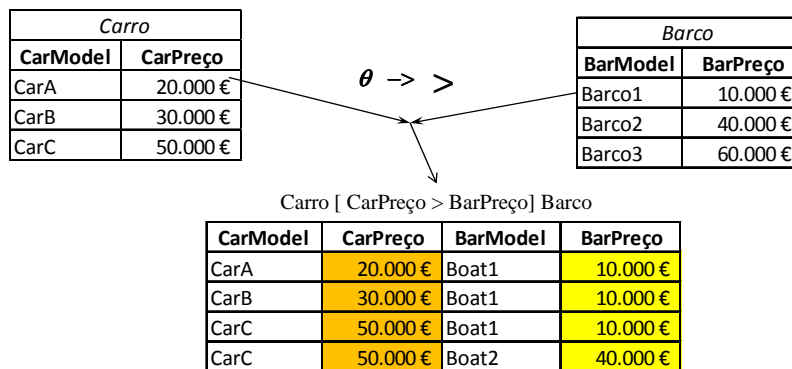 Carro
CarModel CarPreço
CarA 20.000 €
CarB 30.000 €
CarC 50.000 €
θ -> >
Barco
BarModel BarPreço
Barco1 10.000 €
Barco2 40.000 €
Barco3 60.000 €
Carro [ CarPreço > BarPreço] Barco
CarModel CarPreço BarModel BarPreço
CarA 20.000 € Boat1 10.000 €
CarB 30.000 € Boat1 10.000 €
CarC 50.000 € Boat1 10.000 €
CarC 50.000 € Boat2 40.000 €